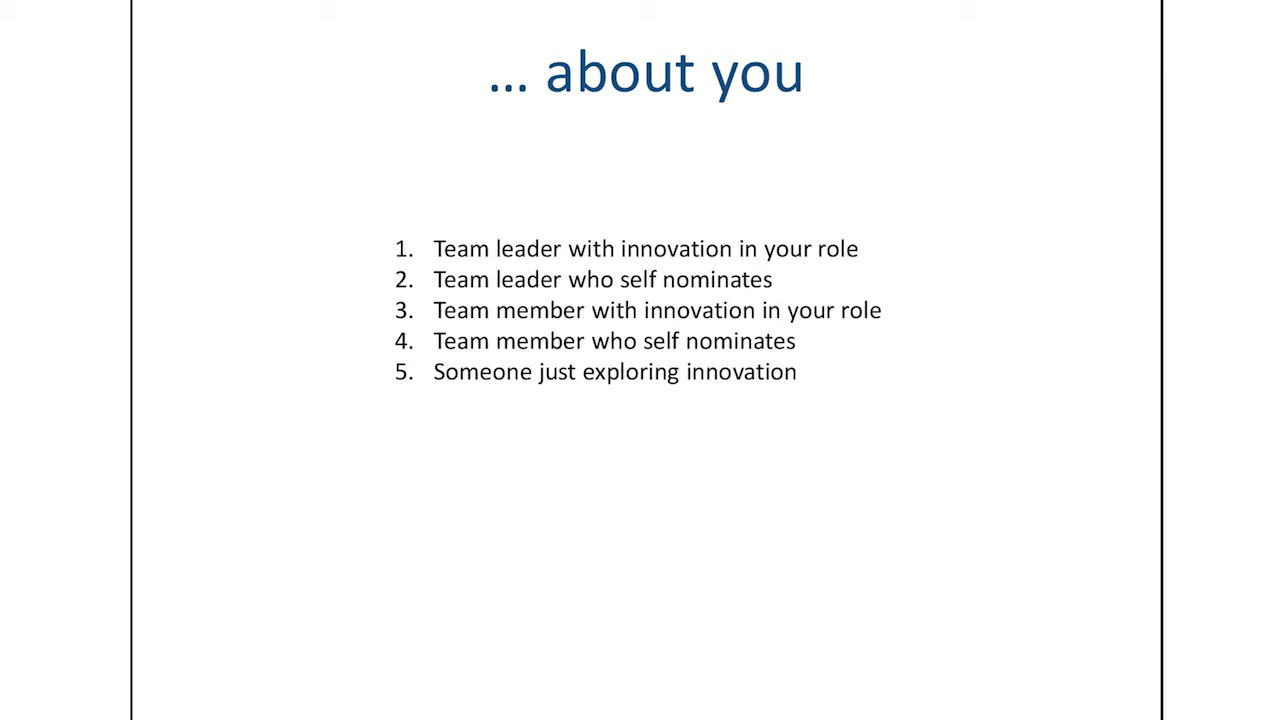 ... about you
1. Team leader with innovation in your role
2. Team leader who self nominates
3. Team member with innovation in your role
4. Team member who self nominates
5. Someone just exploring innovation